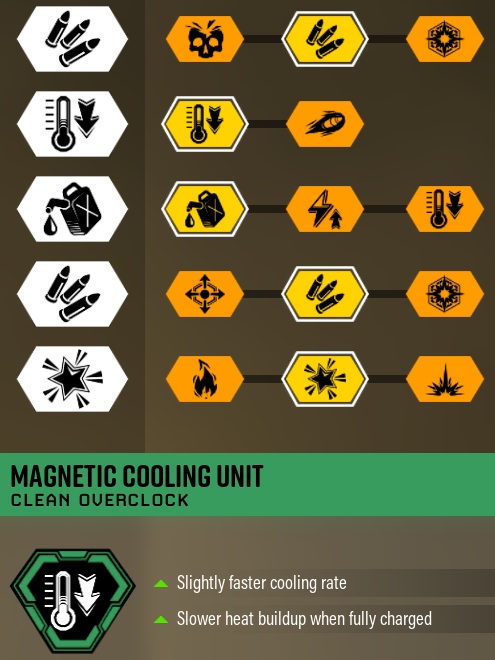 MAGNETIC COOLING UNIT
CLEAN OVERCLOCK
Slightly faster cooling rate
Slower heat buildup when fully charged